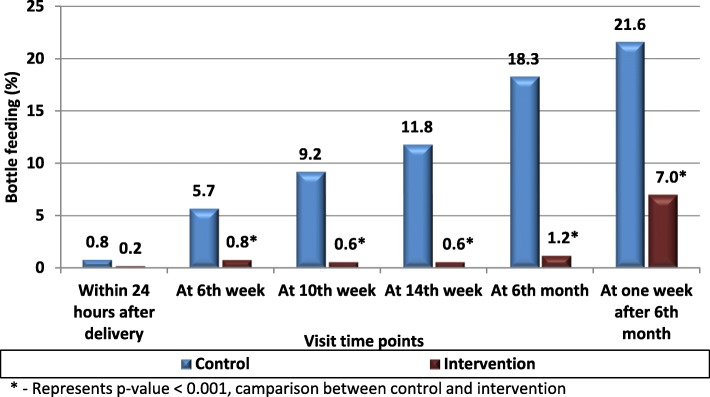 25
20
15
10
5
0
Bottle feeding (%)
0.8 0.2
5.7 0.8*
9.2 0.6*
11.8 0.6*
18.3 1.2*
21.6 7.0*
Within 24 hours after delivery
At 6th week
At 10th week
At 14th week
At 6th month
At one week after 6th month
Visit time points
Control Intervention
* - Represents p-value < 0.001, comparison between control and intervention